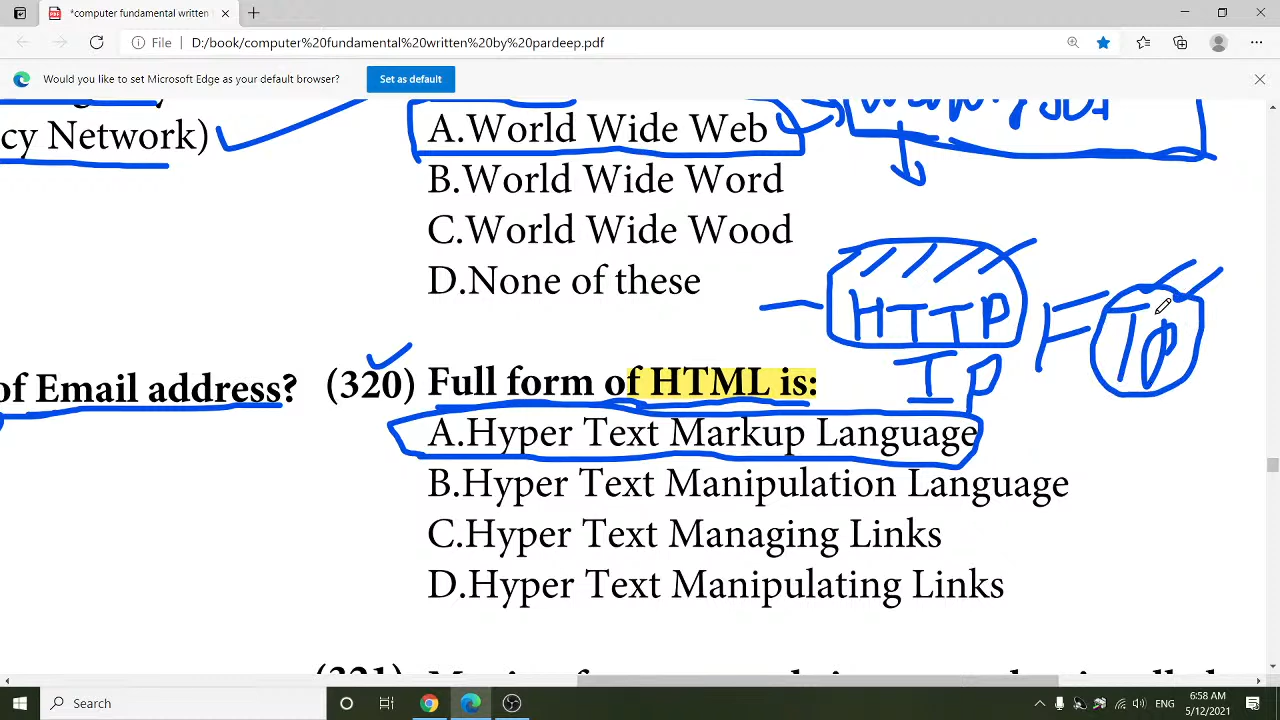 *computer fundamental written
File D:/book/computer%20fundamental%20written%20by%20pardeep.pdf
Would you like to set Microsoft Edge as your default browser? Set as default
cy Network)
A.World Wide Web
B.World Wide Word
C.World Wide Wood
D.None of these
HTTP
FTP
IP
of Email address? (320) Full form of HTML is:
A.Hyper Text Markup Language
B.Hyper Text Manipulation Language
C.Hyper Text Managing Links
D.Hyper Text Manipulating Links
Search
ENG
6:58 AM
5/12/2021